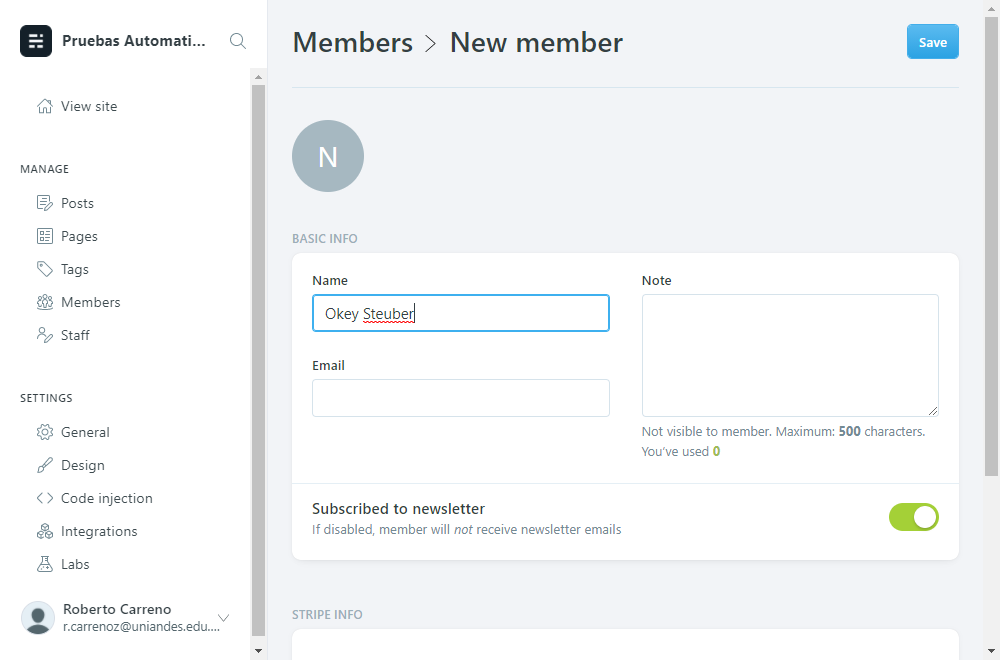 Pruebas Automati...
View site
MANAGE
Posts
Pages
Tags
Members
Staff
SETTINGS
General
Design
Code injection
Integrations
Labs
Roberto Carreno
r.carrenoz@uniandes.edu....
Members > New member
Save
N
BASIC INFO
Name
Okey Steuber
Email
Note
Not visible to member. Maximum: 500 characters.
You've used 0
Subscribed to newsletter
If disabled, member will not receive newsletter emails
STRIPE INFO